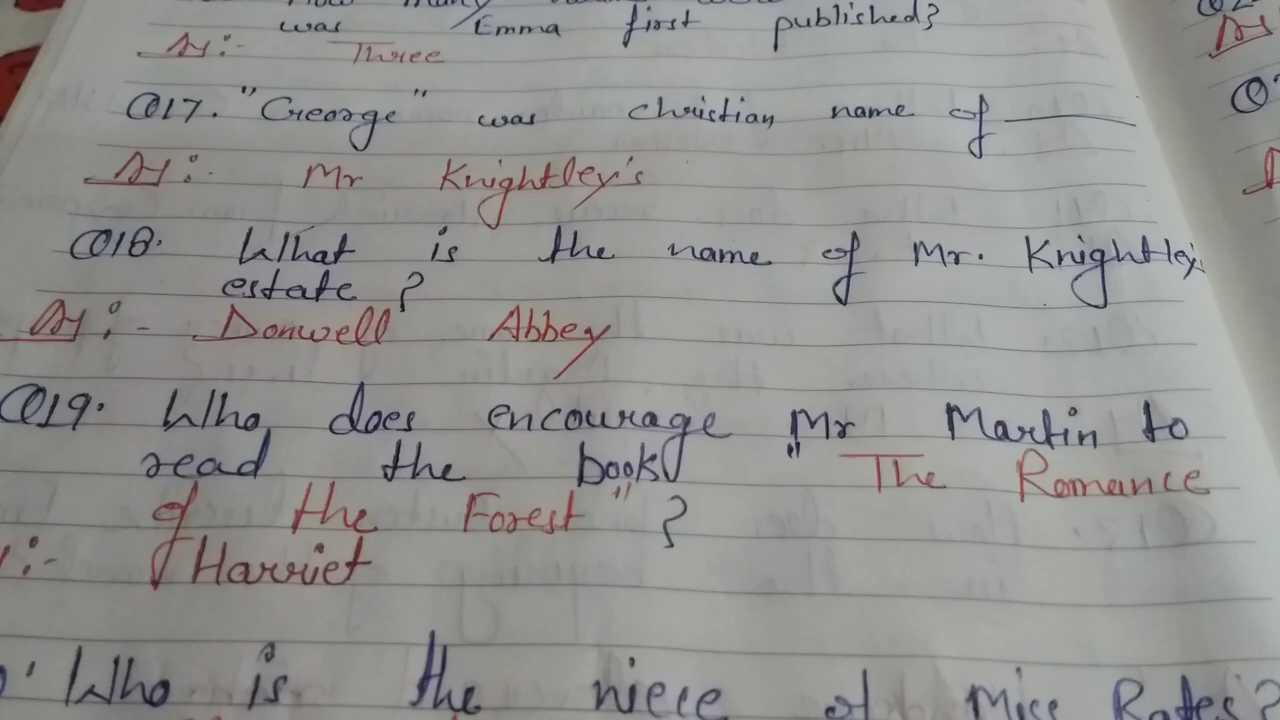 many
was Emma first published?
Three
Q17. "George" was christian name of ______
Mr Knightley's
Q18. What is the name of Mr. Knightley
estate ?
Donwell Abbey
Q19. Who does encourage Mr Martin to
read the book "The Romance
of the Forest" ?
:- Harriet
Who is the niece of Miss Bates?